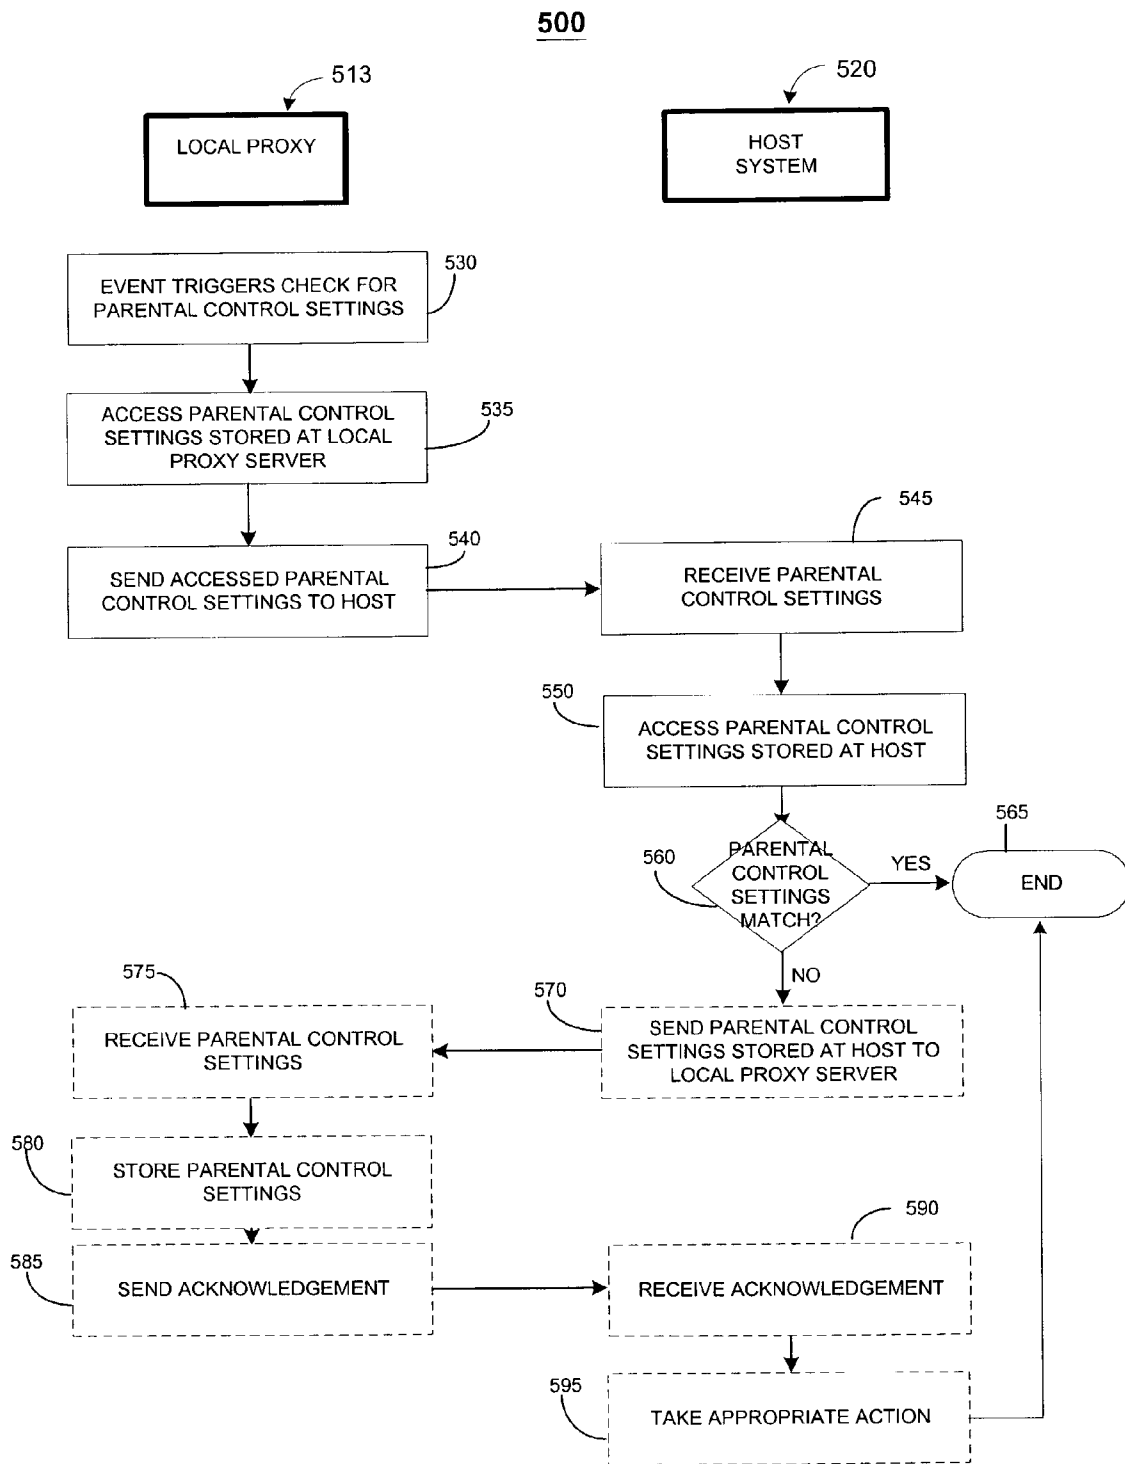 500
513
520
LOCAL PROXY
HOST
SYSTEM
530
EVENT TRIGGERS CHECK FOR
PARENTAL CONTROL SETTINGS
535
ACCESS PARENTAL CONTROL
SETTINGS STORED AT LOCAL
PROXY SERVER
540
SEND ACCESSED PARENTAL
CONTROL SETTINGS TO HOST
545
RECEIVE PARENTAL
CONTROL SETTINGS
550
ACCESS PARENTAL CONTROL
SETTINGS STORED AT HOST
560
PARENTAL
CONTROL
SETTINGS
MATCH?
YES
565
END
NO
570
SEND PARENTAL CONTROL
SETTINGS STORED AT HOST TO
LOCAL PROXY SERVER
575
RECEIVE PARENTAL CONTROL
SETTINGS
580
STORE PARENTAL CONTROL
SETTINGS
585
SEND ACKNOWLEDGEMENT
590
RECEIVE ACKNOWLEDGEMENT
595
TAKE APPROPRIATE ACTION